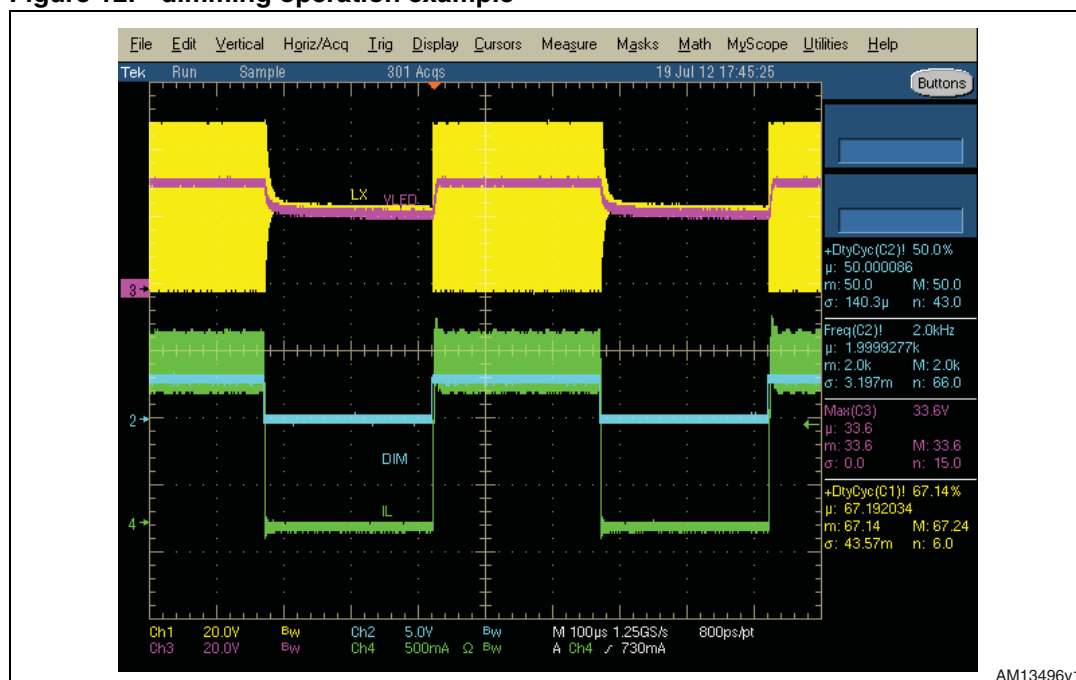 Figure 12. dimming operation example
File Edit Vertical Horiz/Acq Trig Display Cursors Measure Masks Math MyScope Utilities Help
Tek Run Sample 301 Acqs 19 Jul 12 17:45:25
Buttons
LX VLED
3
+DtyCyc(C2)! 50.0%
µ: 50.000086
m: 50.0 M: 50.0
σ: 140.3µ n: 43.0
Freq(C2)! 2.0kHz
µ: 1.9999277k
m: 2.0k M: 2.0k
σ: 3.197m n: 66.0
2
Max(C3) 33.6V
µ: 33.6
m: 33.6 M: 33.6
σ: 0.0 n: 15.0
DIM
IL
4
+DtyCyc(C1)! 67.14%
µ: 67.192034
m: 67.14 M: 67.24
σ: 43.57m n: 6.0
Ch1 20.0V Bw Ch2 5.0V Bw M 100µs 1.25GS/s 800ps/pt
Ch3 20.0V Bw Ch4 500mA Ω Bw A Ch4 ∕ 730mA
AM13496v1